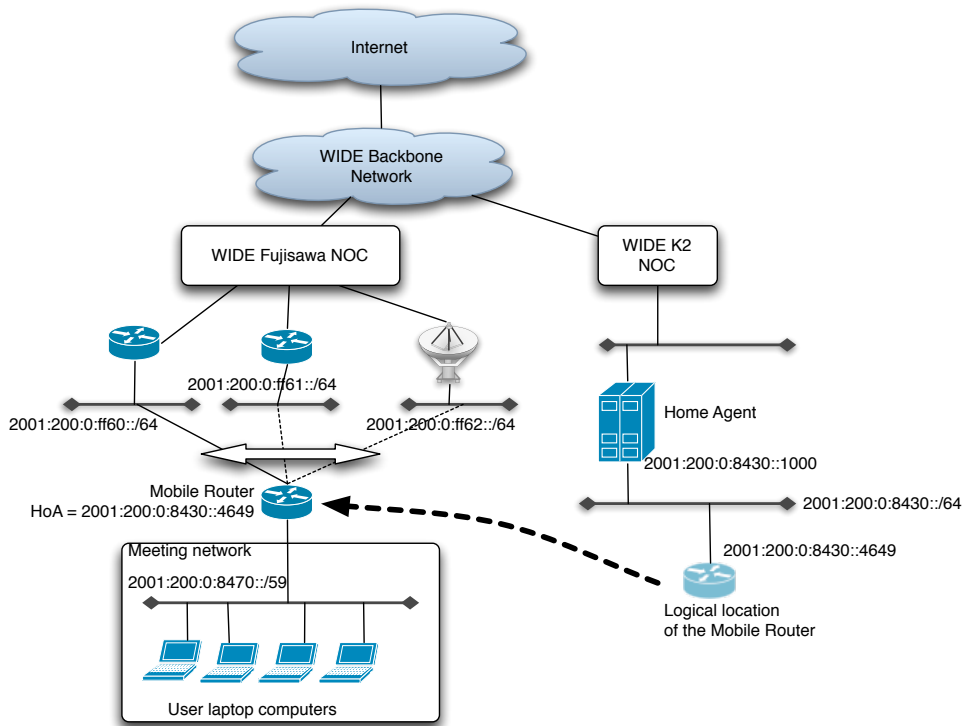 Internet
WIDE Backbone
Network
WIDE Fujisawa NOC
WIDE K2
NOC
2001:200:0:ff61::/64
2001:200:0:ff60::/64
2001:200:0:ff62::/64
Home Agent
2001:200:0:8430::1000
Mobile Router
HoA = 2001:200:0:8430::4649
2001:200:0:8430::/64
2001:200:0:8430::4649
Meeting network
2001:200:0:8470::/59
Logical location
of the Mobile Router
User laptop computers